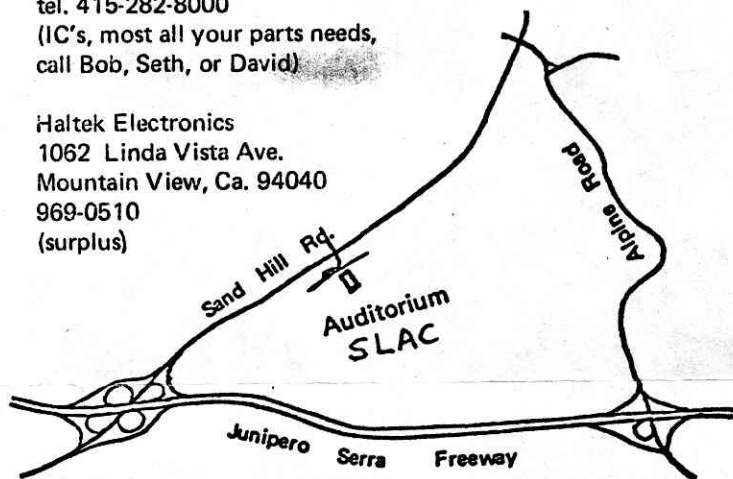 tel. 415-282-8000
(IC's, most all your parts needs,
call Bob, Seth, or David)
Haltek Electronics
1062 Linda Vista Ave.
Mountain View, Ca. 94040
969-0510
(surplus)
Sand Hill Rd.
Alpine Road
Auditorium
SLAC
Junipero Serra Freeway